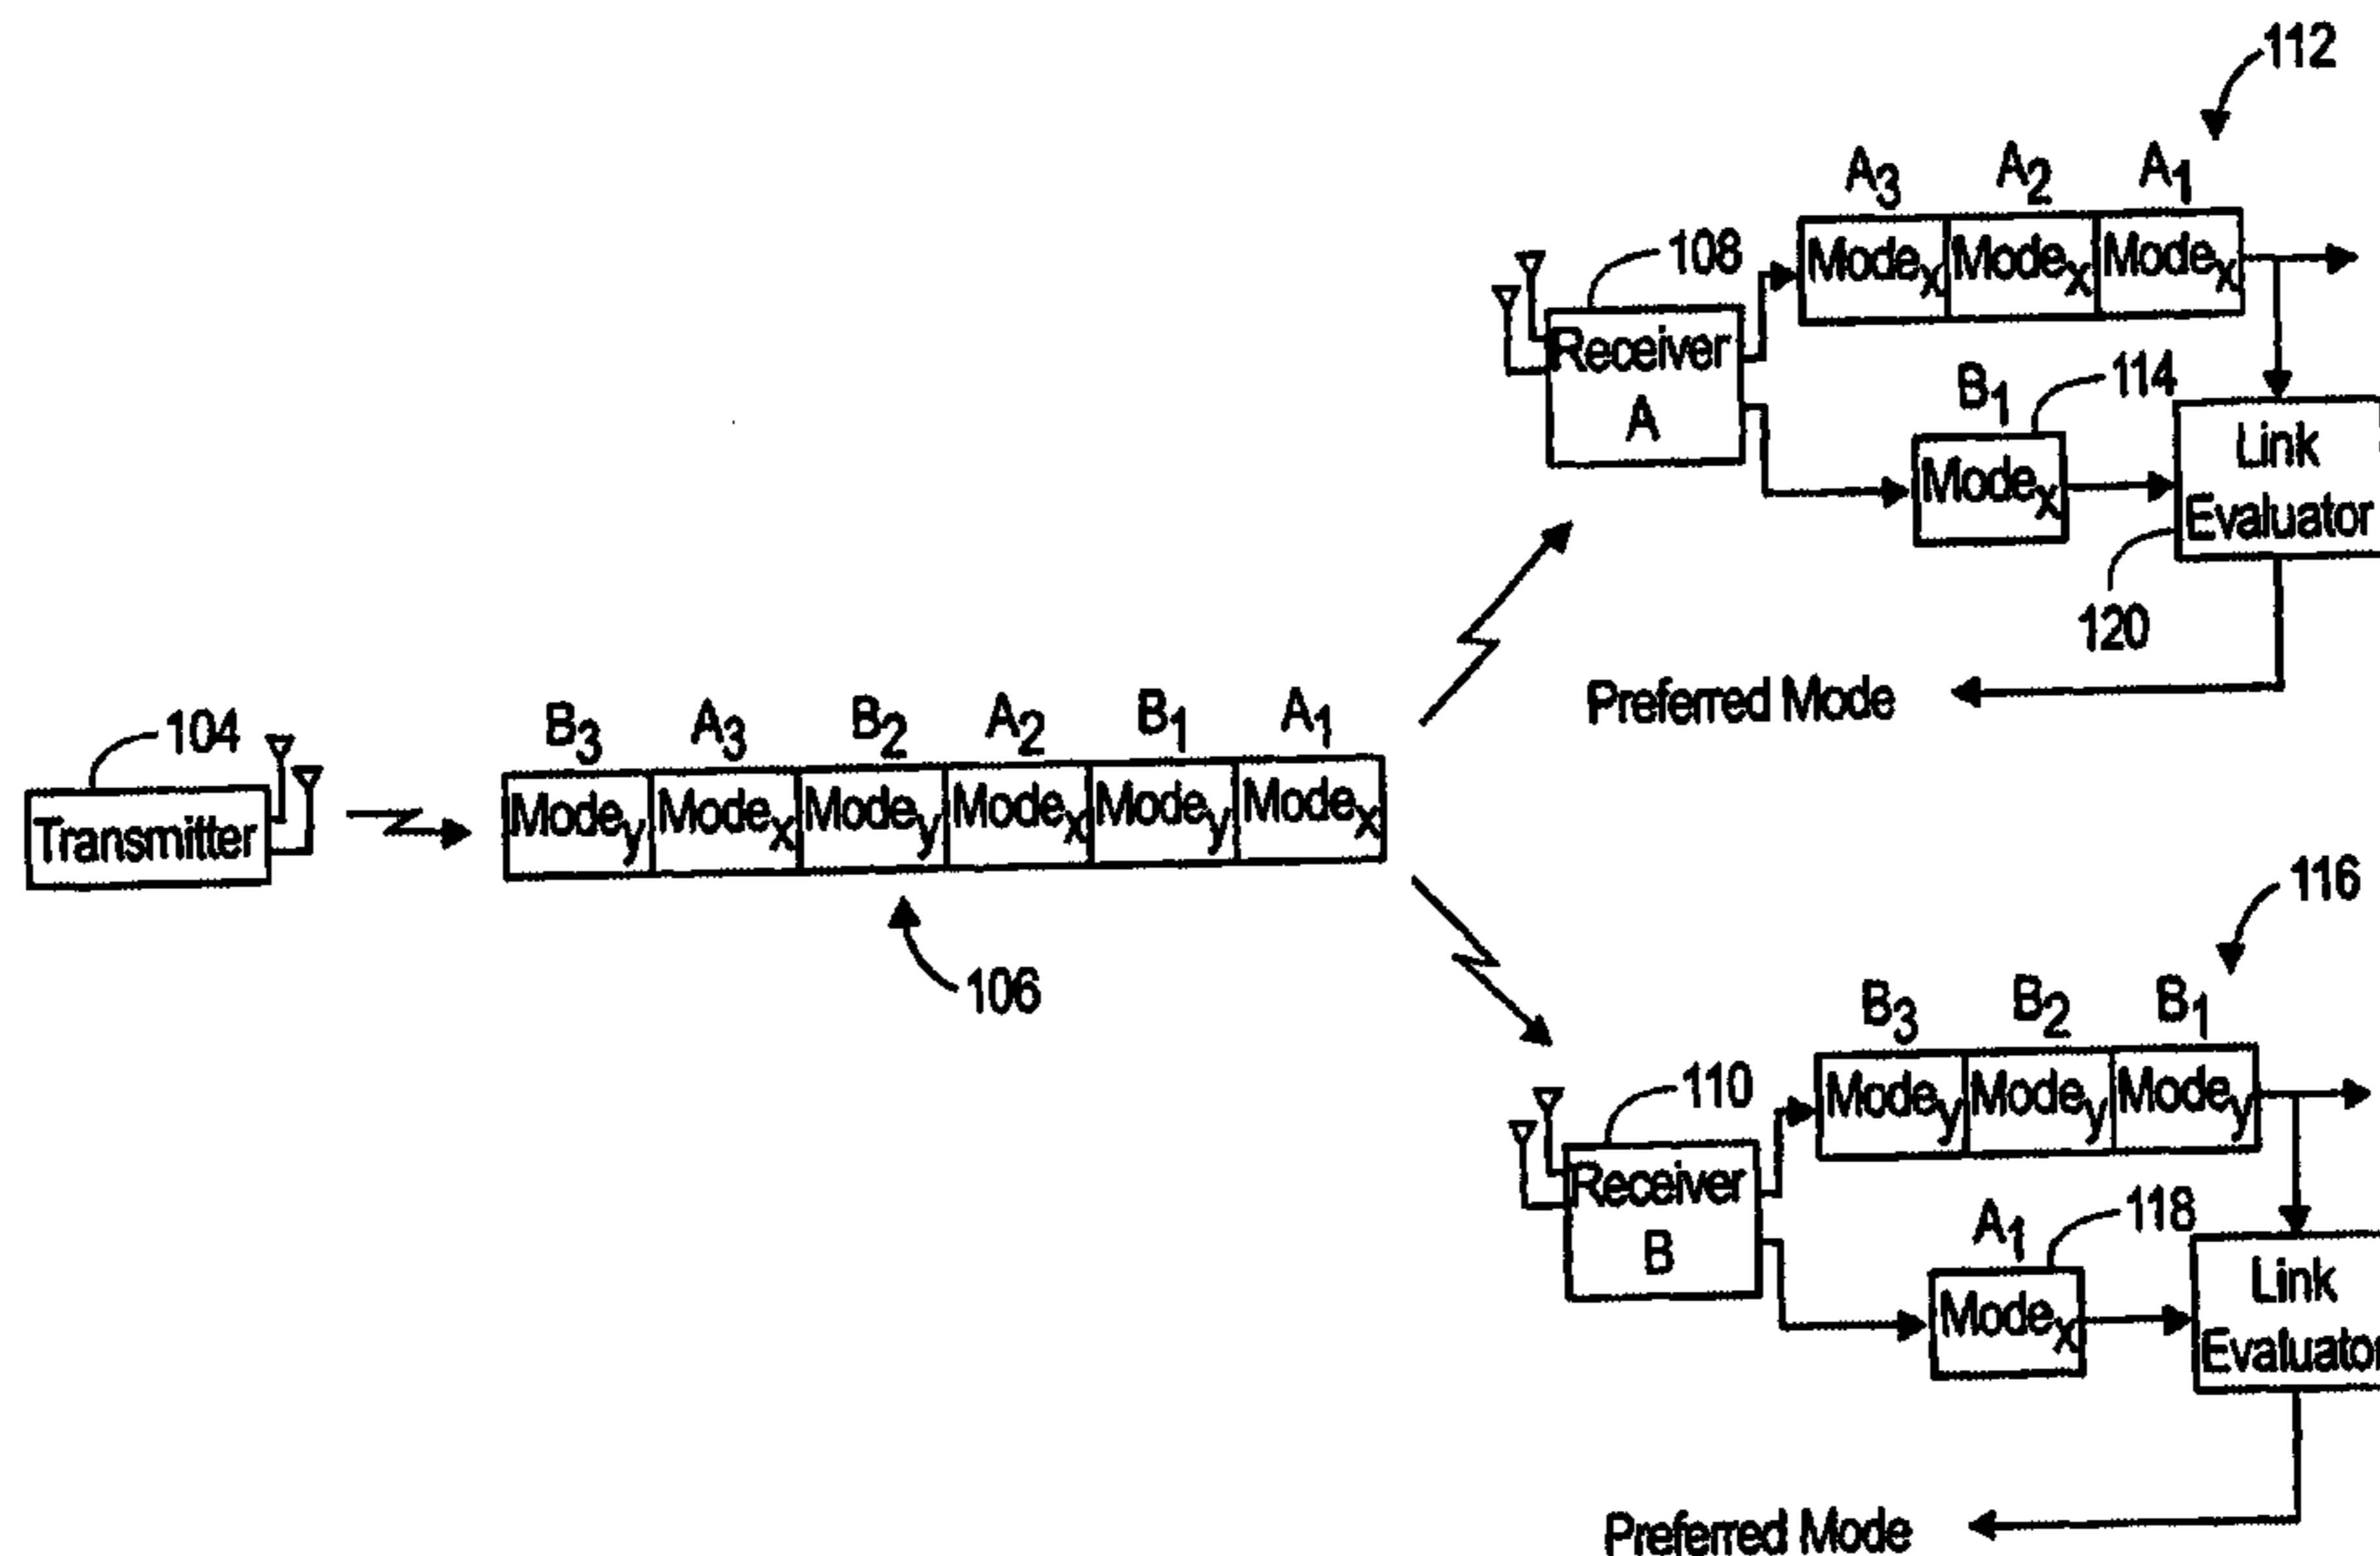 112
A3 A2 A1
108
Modex Modex Modex
Receiver
A
B1
114
Modex
Link
Evaluator
120
Preferred Mode
104
B3 A3 B2 A2 B1 A1
Transmitter
Modey Modex Modey Modex Modey Modex
106
116
B3 B2 B1
110
Modey Modey Modey
Receiver
B
A1
118
Modex
Link
Evaluator
Preferred Mode